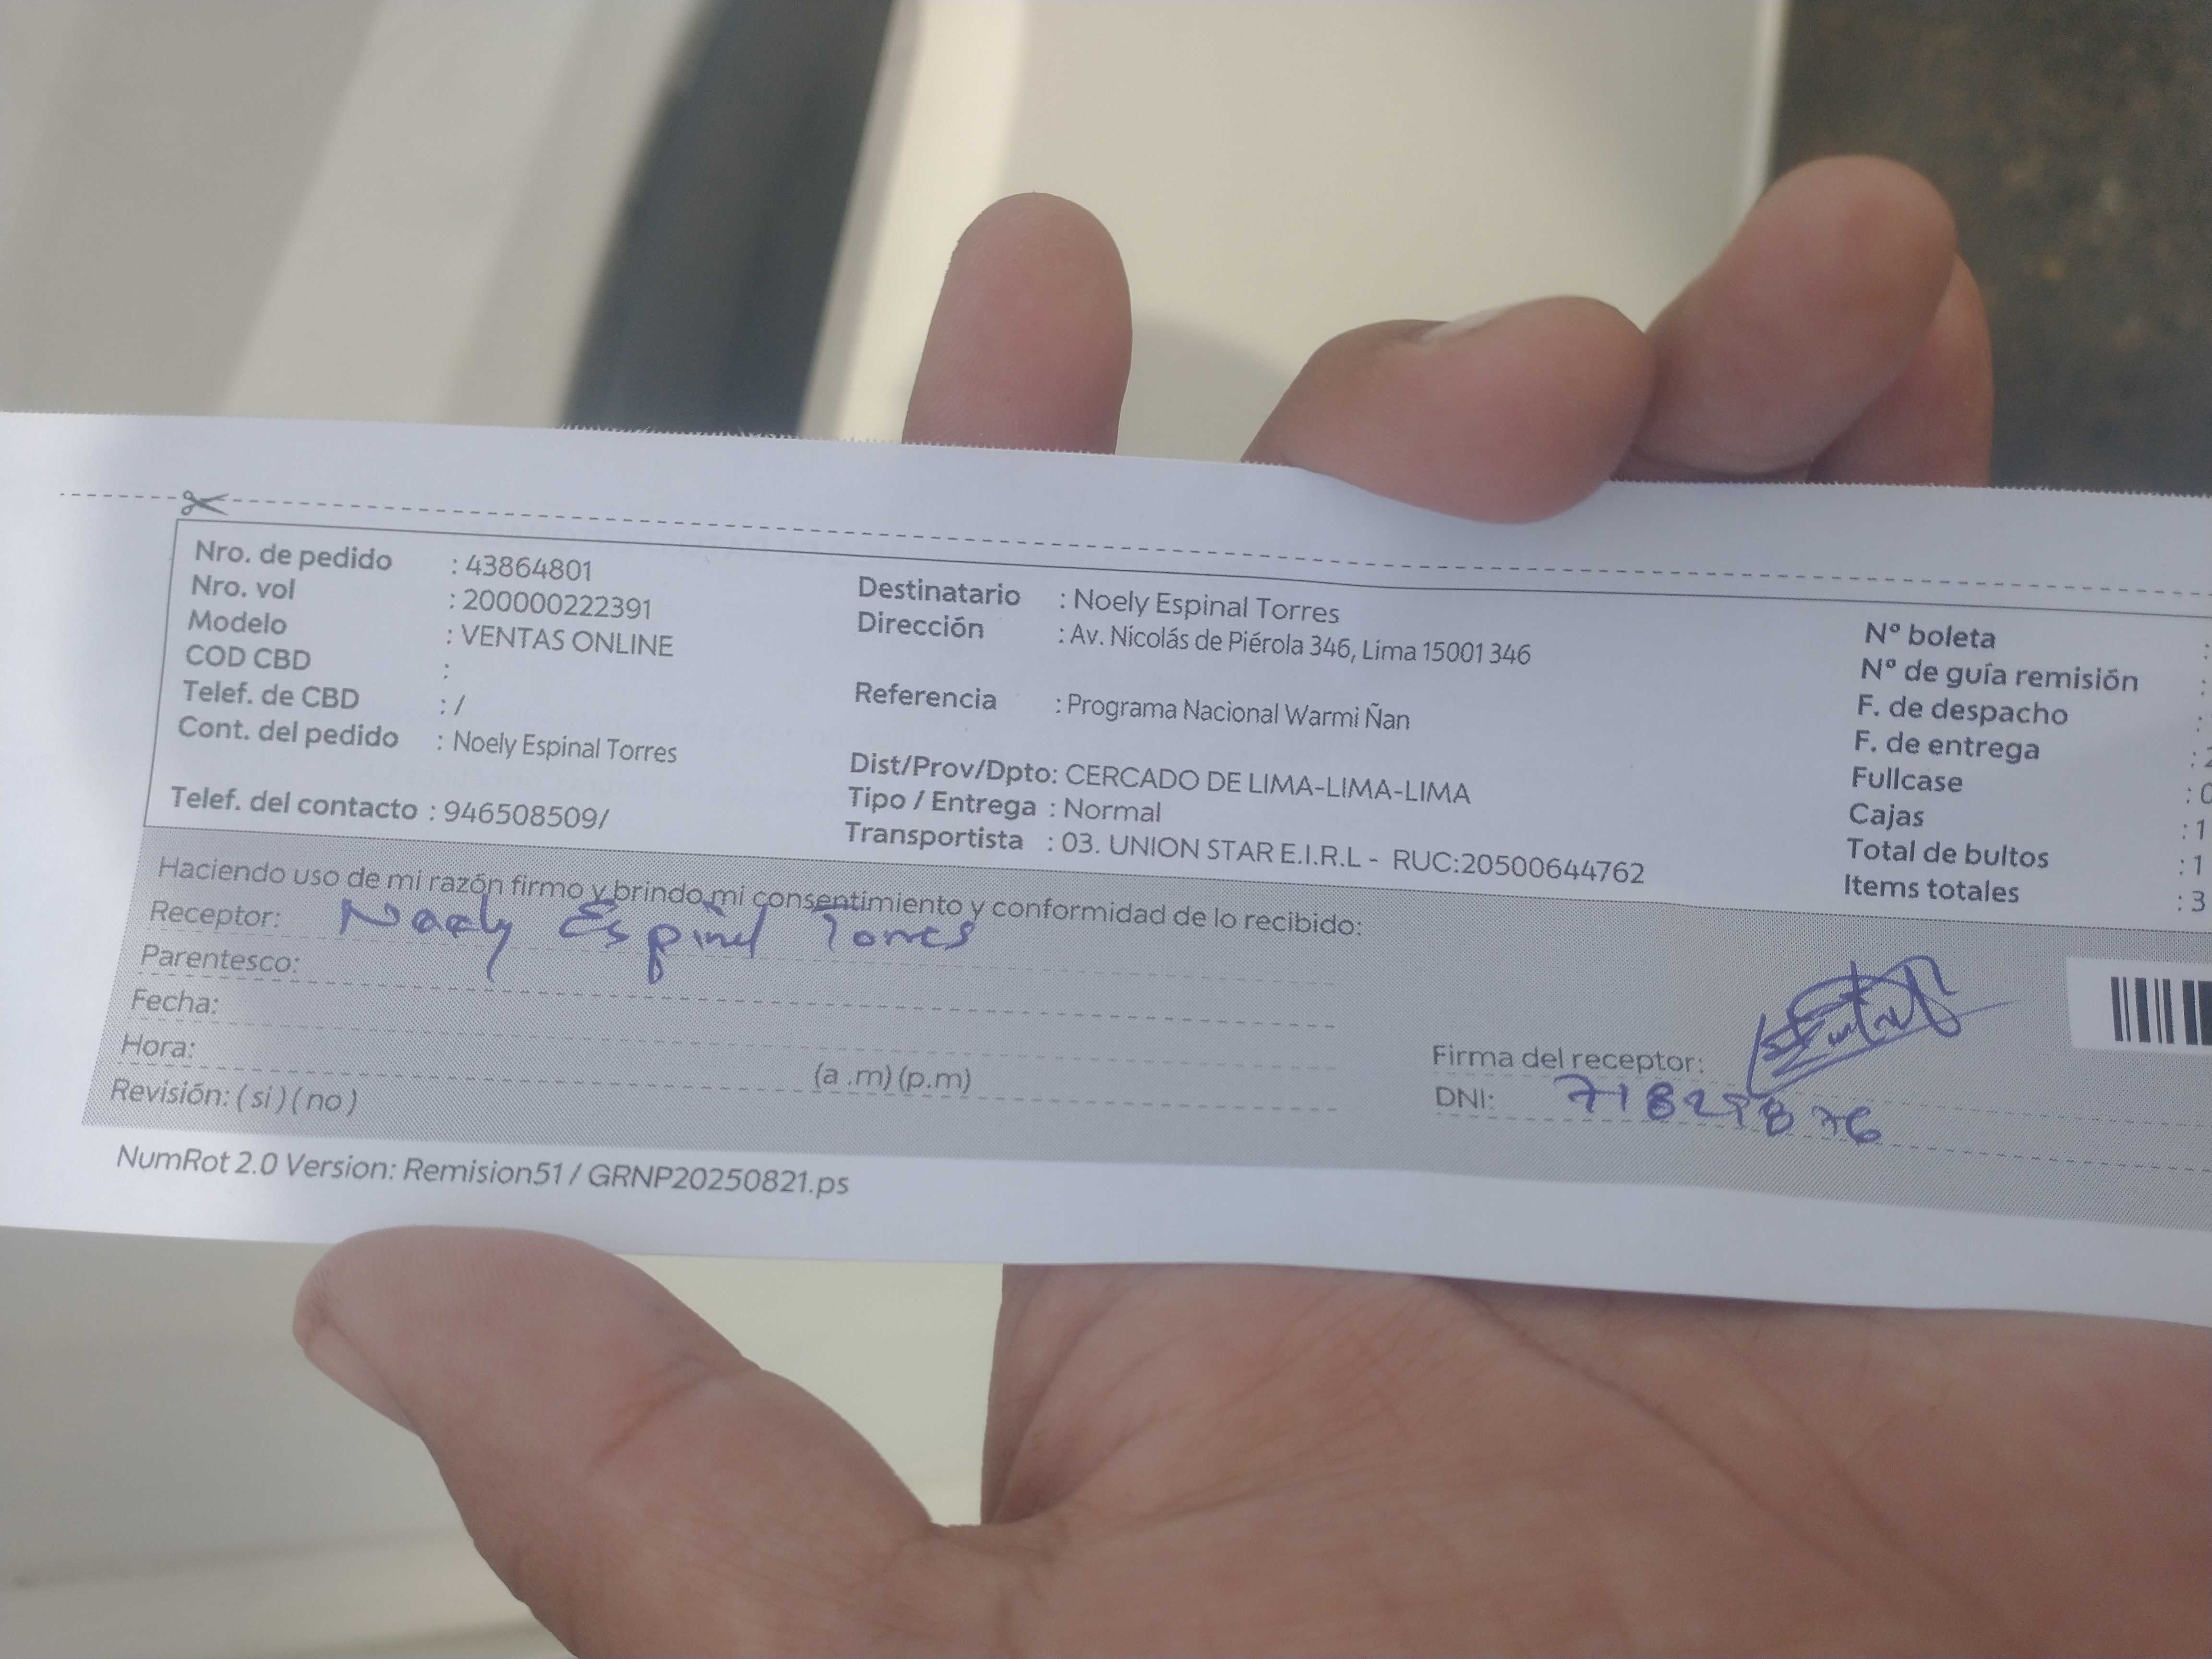 Nro. de pedido : 43864801
Nro. vol : 200000222391
Modelo : VENTAS ONLINE
COD CBD :
Telef. de CBD : /
Cont. del pedido : Noely Espinal Torres
Telef. del contacto : 946508509/
Destinatario : Noely Espinal Torres
Dirección : Av. Nicolás de Piérola 346, Lima 15001 346
Referencia : Programa Nacional Warmi Ñan
Dist/Prov/Dpto: CERCADO DE LIMA-LIMA-LIMA
Tipo / Entrega : Normal
Transportista : 03. UNION STAR E.I.R.L - RUC:20500644762
Nº boleta :
Nº de guía remisión :
F. de despacho :
F. de entrega : 2
Fullcase : 0
Cajas : 1
Total de bultos : 1
Items totales : 3
Haciendo uso de mi razón firmo y brindo mi consentimiento y conformidad de lo recibido:
Receptor: Noely Espinal Torres
Parentesco:
Fecha:
Hora: (a .m) (p.m)
Revisión: ( si ) ( no )
Firma del receptor:
DNI:
NumRot 2.0 Version: Remision51 / GRNP20250821.ps